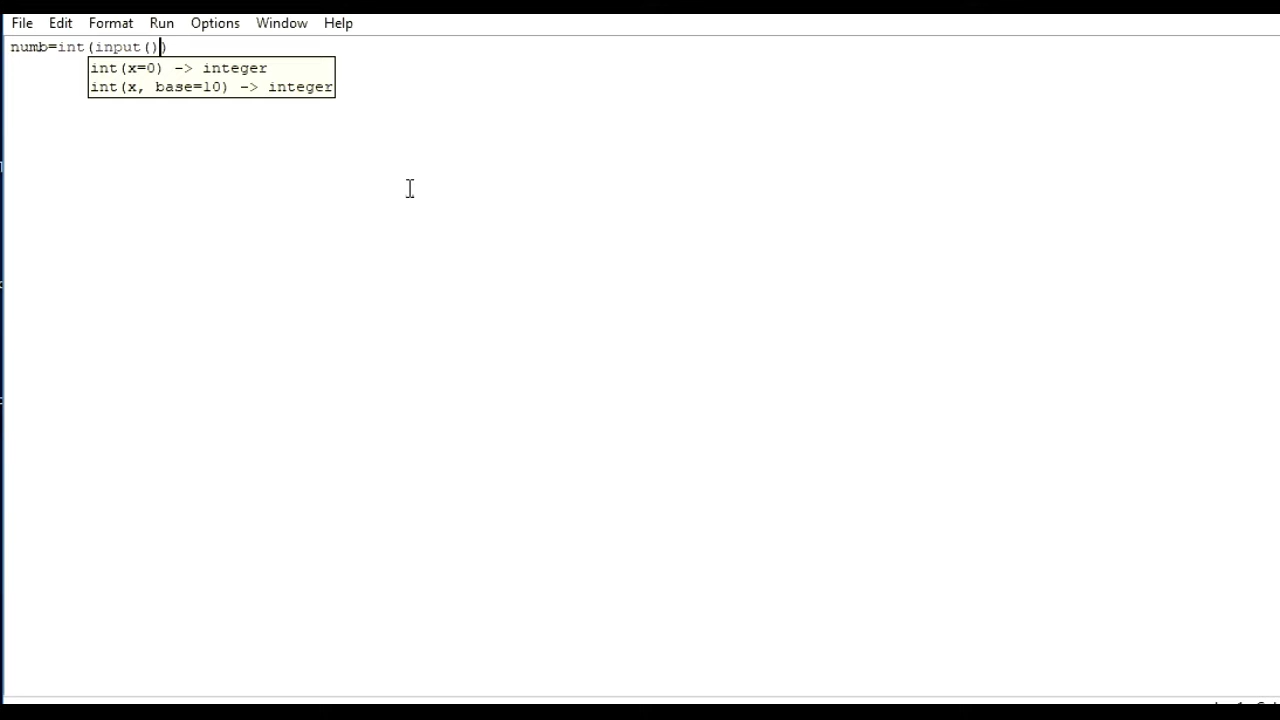 File Edit Format Run Options Window Help
numb=int(input())
int(x=0) -> integer
int(x, base=10) -> integer